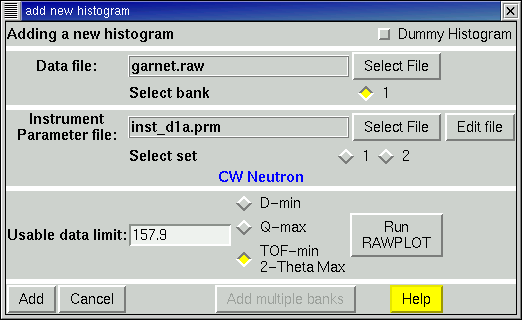 add new histogram
Adding a new histogram
Dummy Histogram
Data file:
garnet.raw
Select File
Select bank
1
Instrument
Parameter file:
inst_d1a.prm
Select File
Edit file
Select set
1
2
CW Neutron
D-min
Usable data limit:
157.9
Q-max
Run
RAWPLOT
TOF-min
2-Theta Max
Add
Cancel
Add multiple banks
Help